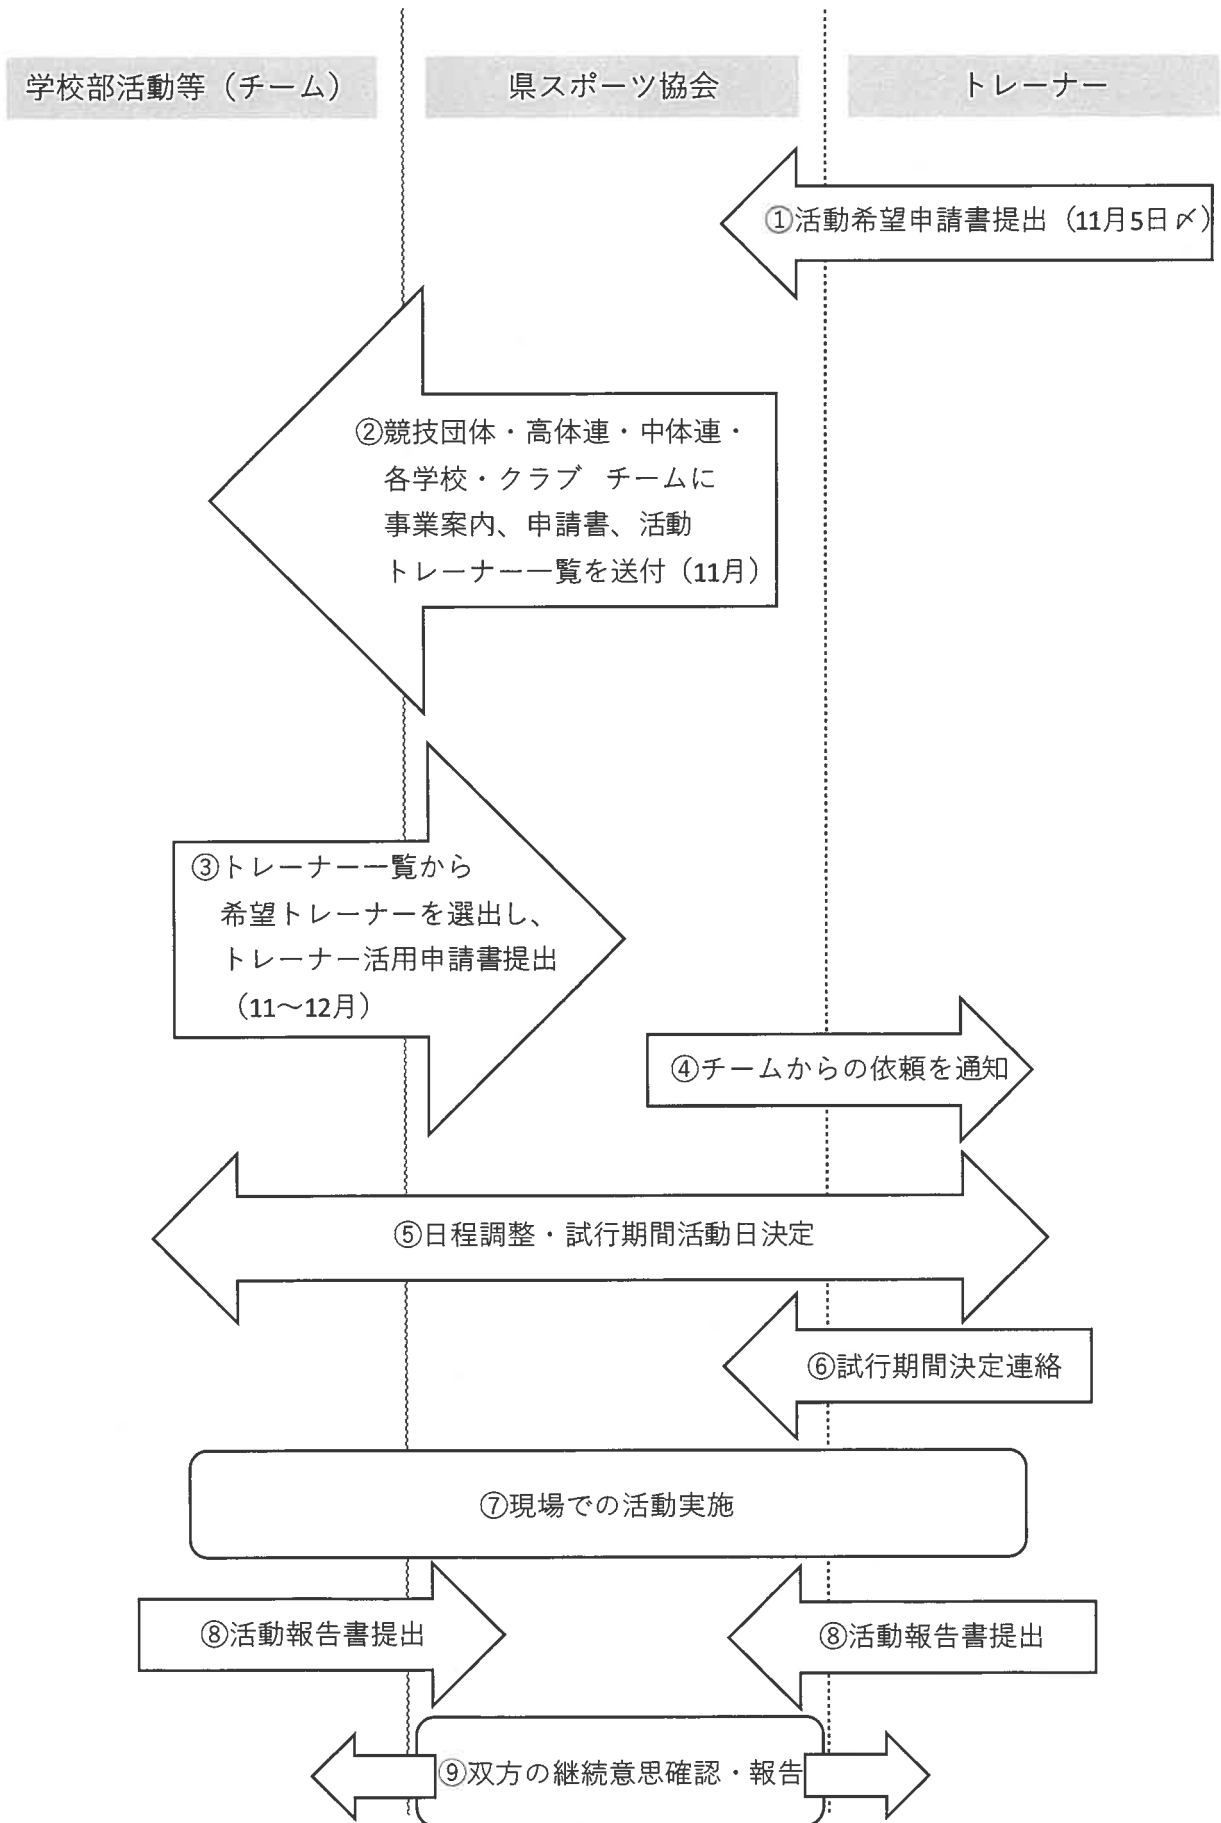 学校部活動等（チーム）
県スポーツ協会
トレーナー
①活動希望申請書提出（11月5日〆）
②競技団体・高体連・中体連・
各学校・クラブ チームに
事業案内、申請書、活動
トレーナー一覧を送付（11月）
③トレーナー一覧から
希望トレーナーを選出し、
トレーナー活用申請書提出
（11～12月）
④チームからの依頼を通知
⑤日程調整・試行期間活動日決定
⑥試行期間決定連絡
⑦現場での活動実施
⑧活動報告書提出
⑧活動報告書提出
⑨双方の継続意思確認・報告